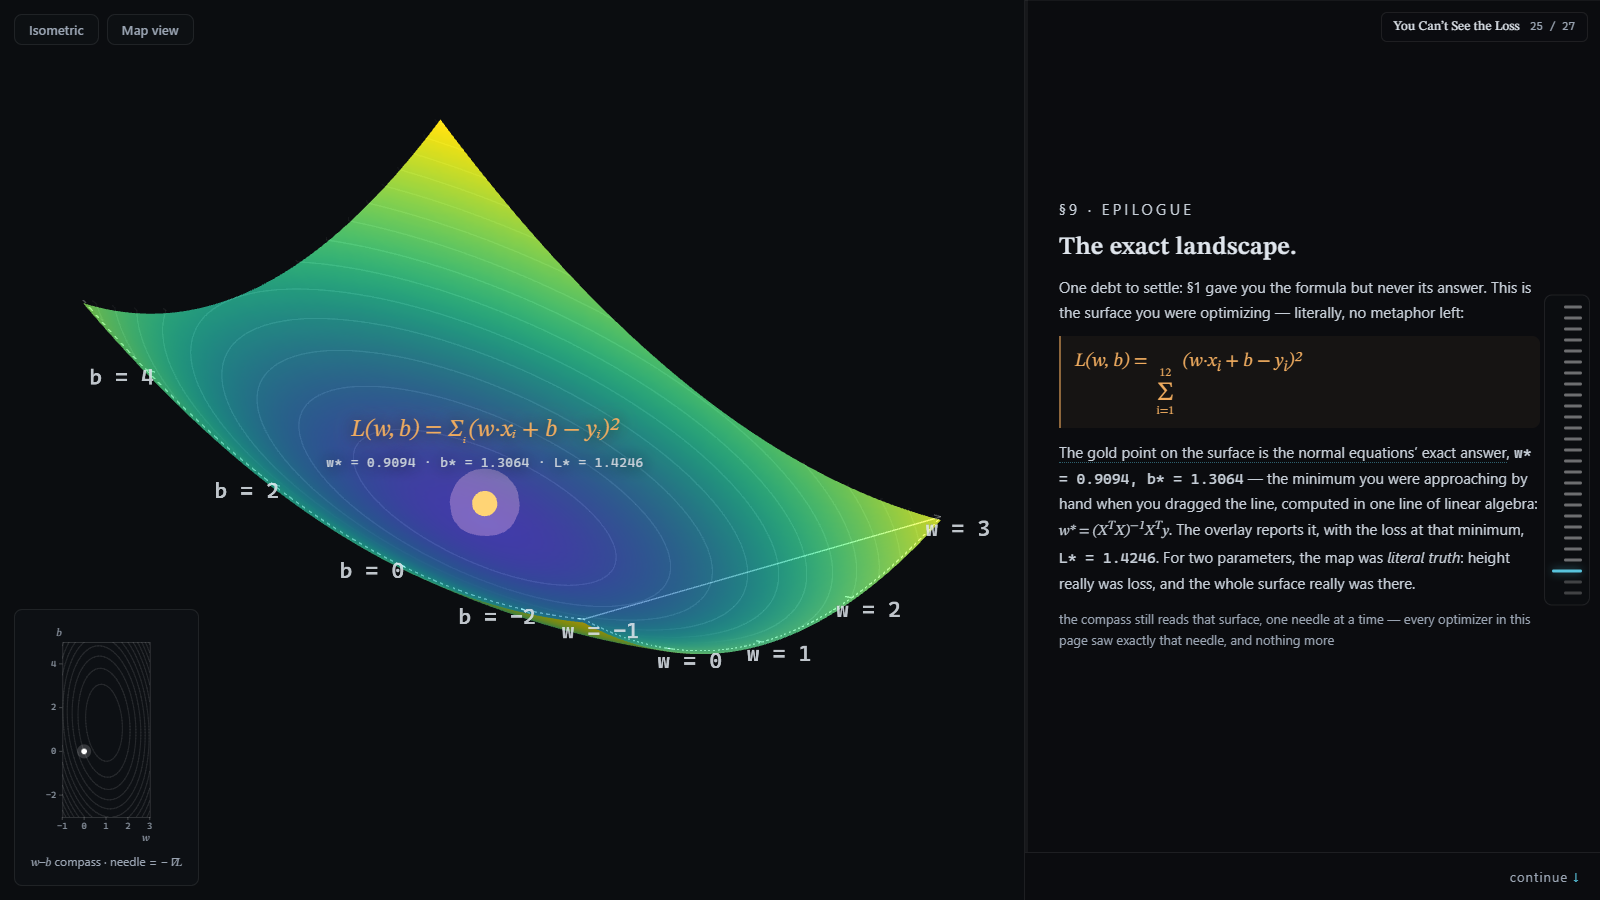 Isometric
Map view
You Can't See the Loss 25 / 27
b = 4
b = 2
b = 0
b = −2
w = −1
w = 0
w = 1
w = 2
w = 3
L(w, b) = Σᵢ(w·xᵢ + b − yᵢ)²
w* = 0.9094 · b* = 1.3064 · L* = 1.4246
b
4
2
0
−2
−1 0 1 2 3
w
w–b compass · needle = − ∇L
§9 · EPILOGUE
The exact landscape.
One debt to settle: §1 gave you the formula but never its answer. This is
the surface you were optimizing — literally, no metaphor left:
L(w, b) = 12 Σ i=1 (w·xᵢ + b − yᵢ)²
The gold point on the surface is the normal equations' exact answer, w*
= 0.9094, b* = 1.3064 — the minimum you were approaching by
hand when you dragged the line, computed in one line of linear algebra:
w* = (XᵀX)⁻¹Xᵀy. The overlay reports it, with the loss at that minimum,
L* = 1.4246. For two parameters, the map was literal truth: height
really was loss, and the whole surface really was there.
the compass still reads that surface, one needle at a time — every optimizer in this
page saw exactly that needle, and nothing more
continue ↓